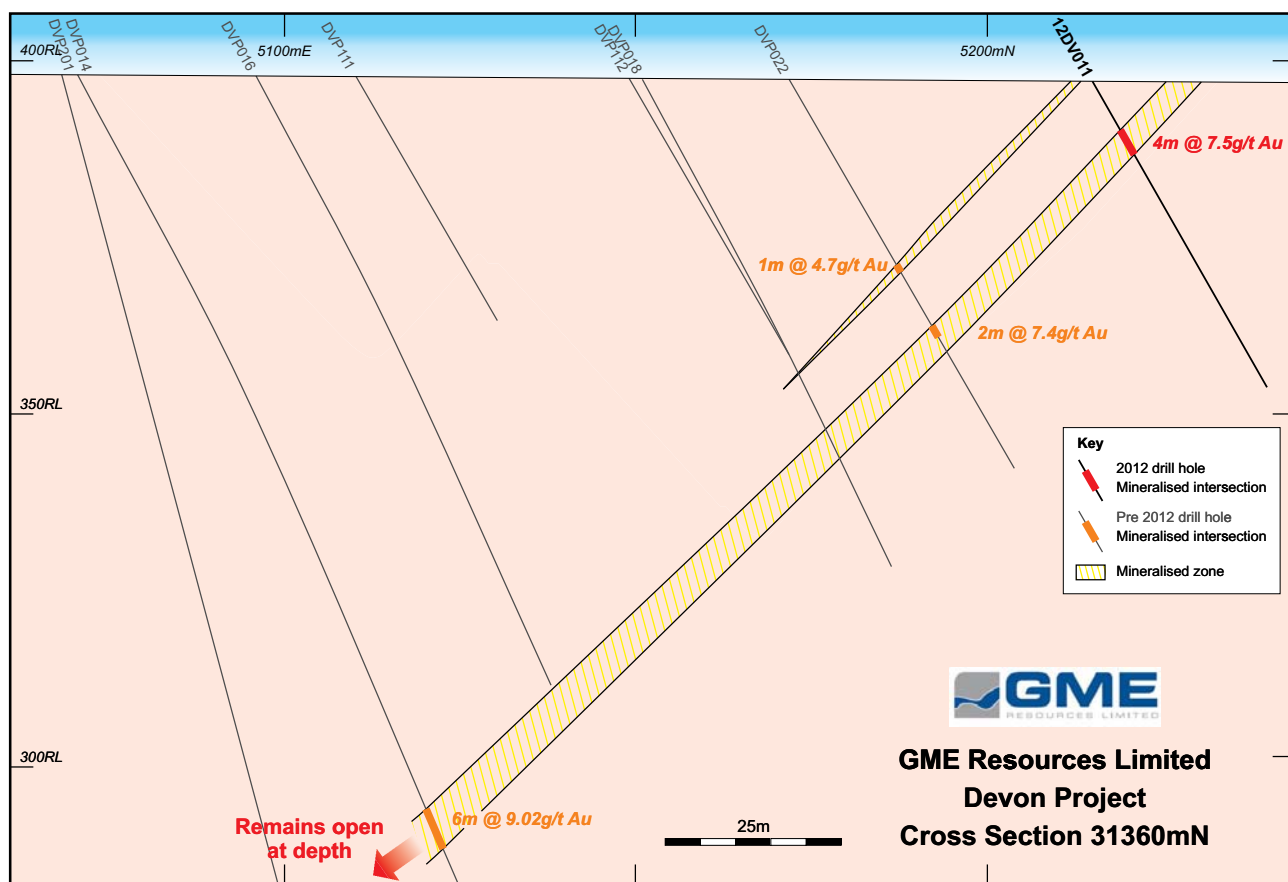 400RL
DVP201
DVP014
DVP016
5100mE
DVP111
DVP112
DVP018
DVP022
5200mN
12DV011
4m @ 7.5g/t Au
1m @ 4.7g/t Au
2m @ 7.4g/t Au
350RL
Key
2012 drill hole
Mineralised intersection
Pre 2012 drill hole
Mineralised intersection
Mineralised zone
GME
RESOURCES LIMITED
300RL
GME Resources Limited
Devon Project
Cross Section 31360mN
6m @ 9.02g/t Au
25m
Remains open
at depth